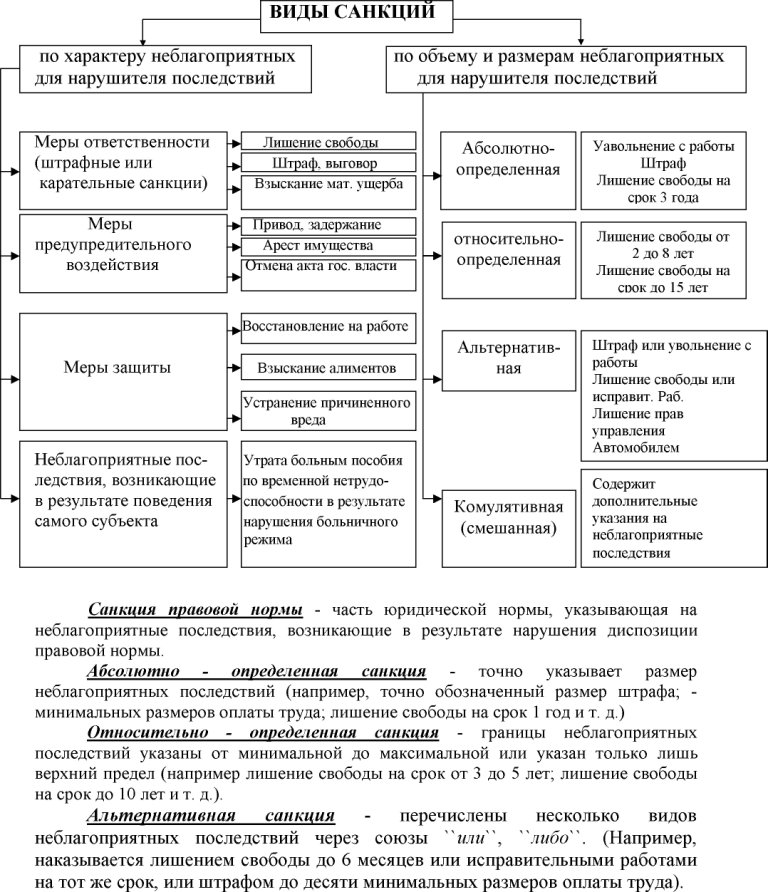 ВИДЫ САНКЦИЙ
по характеру неблагоприятных
для нарушителя последствий
по объему и размерам неблагоприятных
для нарушителя последствий
Меры ответственности
(штрафные или
карательные санкции)
Лишение свободы
Штраф, выговор
Взыскание мат. ущерба
Меры
предупредительного
воздействия
Привод, задержание
Арест имущества
Отмена акта гос. власти
Меры защиты
Восстановление на работе
Взыскание алиментов
Устранение причиненного
вреда
Неблагоприятные пос-
ледствия, возникающие
в результате поведения
самого субъекта
Утрата больным пособия
по временной нетрудо-
способности в результате
нарушения больничного
режима
Абсолютно-
определенная
Уавольнение с работы
Штраф
Лишение свободы на
срок 3 года
относительно-
определенная
Лишение свободы от
2 до 8 лет
Лишение свободы на
срок до 15 лет
Альтернатив-
ная
Штраф или увольнение с
работы
Лишение свободы или
исправит. Раб.
Лишение прав
управления
Автомобилем
Комулятивная
(смешанная)
Содержит
дополнительные
указания на
неблагоприятные
последствия
Санкция правовой нормы - часть юридической нормы, указывающая на
неблагоприятные последствия, возникающие в результате нарушения диспозиции
правовой нормы.
Абсолютно - определенная санкция - точно указывает размер
неблагоприятных последствий (например, точно обозначенный размер штрафа; -
минимальных размеров оплаты труда; лишение свободы на срок 1 год и т. д.)
Относительно - определенная санкция - границы неблагоприятных
последствий указаны от минимальной до максимальной или указан только лишь
верхний предел (например лишение свободы на срок от 3 до 5 лет; лишение свободы
на срок до 10 лет и т. д.).
Альтернативная санкция - перечислены несколько видов
неблагоприятных последствий через союзы ``или``, ``либо``. (Например,
наказывается лишением свободы до 6 месяцев или исправительными работами
на тот же срок, или штрафом до десяти минимальных размеров оплаты труда).